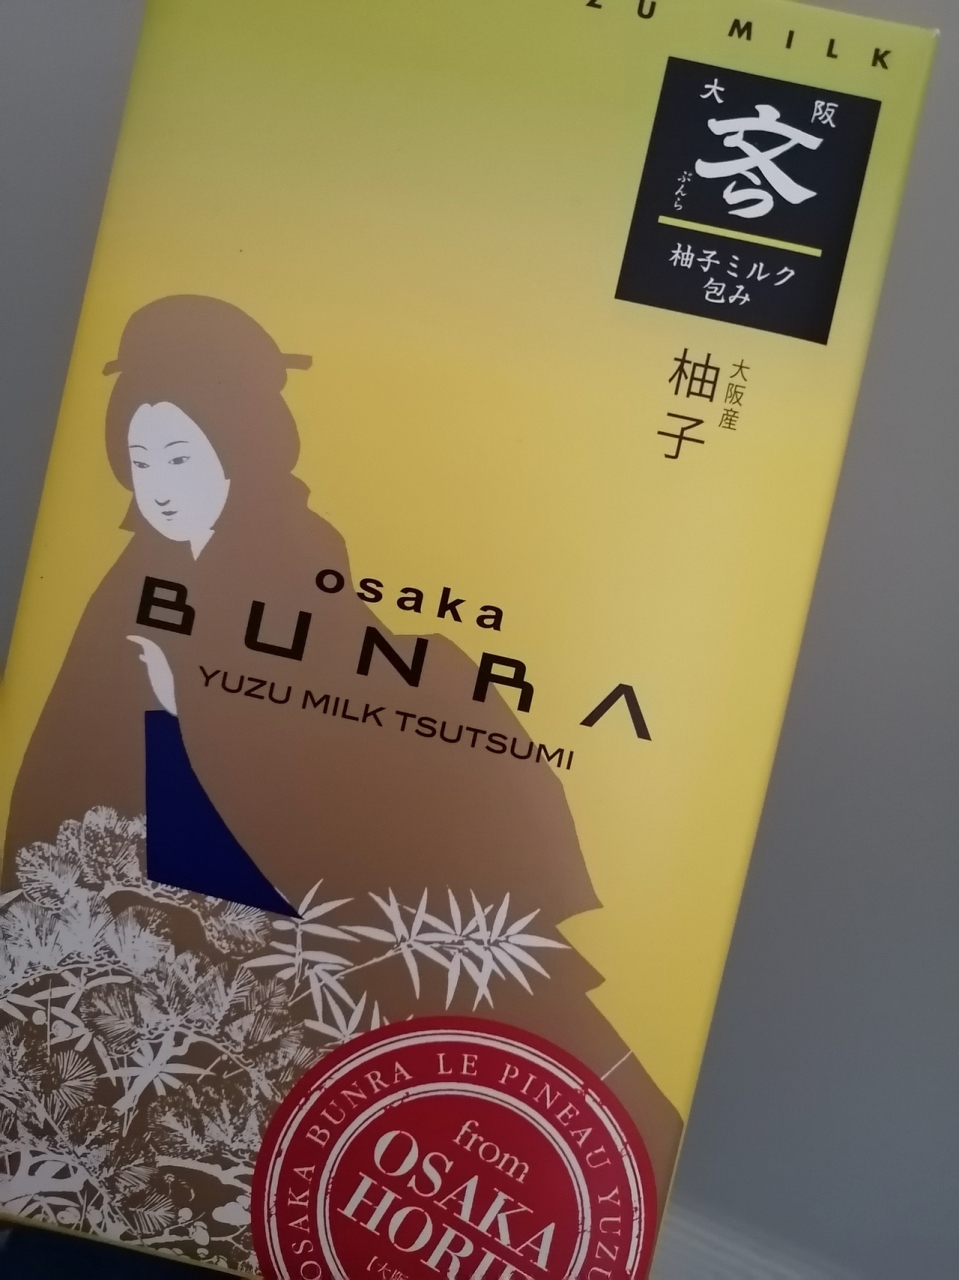 ZU MILK
大阪
文ら
ぶんら
柚子ミルク
包み
大阪産
柚子
osaka
BUNRA
YUZU MILK TSUTSUMI
OSAKA BUNRA LE PINEAU YUZU
from
OSAKA